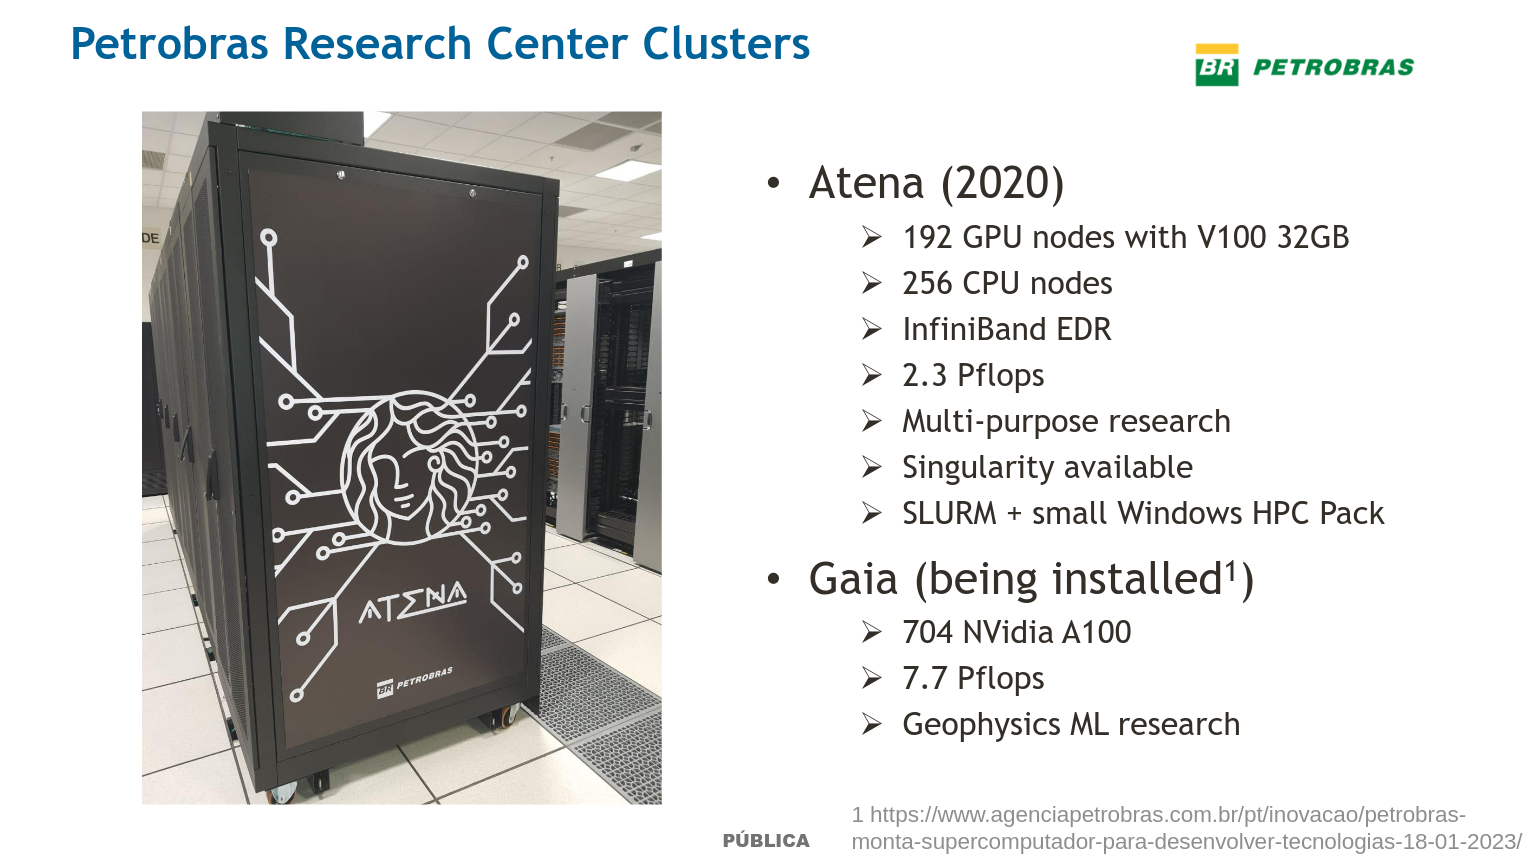 Petrobras Research Center Clusters
BR PETROBRAS
DE
ATENA
BR PETROBRAS
• Atena (2020)
➢ 192 GPU nodes with V100 32GB
➢ 256 CPU nodes
➢ InfiniBand EDR
➢ 2.3 Pflops
➢ Multi-purpose research
➢ Singularity available
➢ SLURM + small Windows HPC Pack
• Gaia (being installed¹)
➢ 704 NVidia A100
➢ 7.7 Pflops
➢ Geophysics ML research
1 https://www.agenciapetrobras.com.br/pt/inovacao/petrobras-
monta-supercomputador-para-desenvolver-tecnologias-18-01-2023/
PÚBLICA